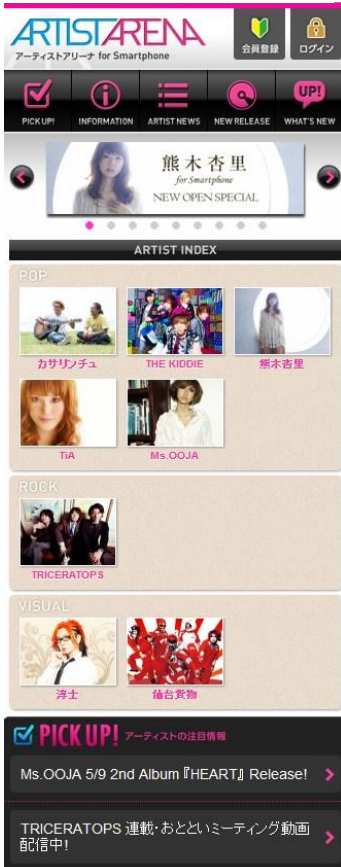 ARTISTARENA
アーティストアリーナ for Smartphone
会員登録
ログイン
PICK UP!
INFORMATION
ARTIST NEWS
NEW RELEASE
UP!
WHAT'S NEW
熊木杏里
for Smartphone
NEW OPEN SPECIAL
ARTIST INDEX
POP
カサリンチュ
THE KIDDIE
熊木杏里
TiA
Ms.OOJA
ROCK
TRICERATOPS
VISUAL
淳士
仙台貨物
PICK UP! アーティストの注目情報
Ms.OOJA 5/9 2nd Album『HEART』Release!
TRICERATOPS 連載・おとといミーティング動画
配信中!